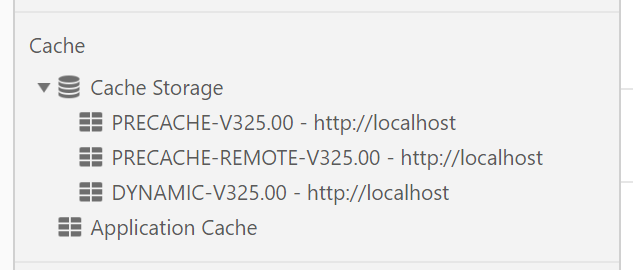 Cache
Cache Storage
PRECACHE-V325.00 - http://localhost
PRECACHE-REMOTE-V325.00 - http://localhost
DYNAMIC-V325.00 - http://localhost
Application Cache